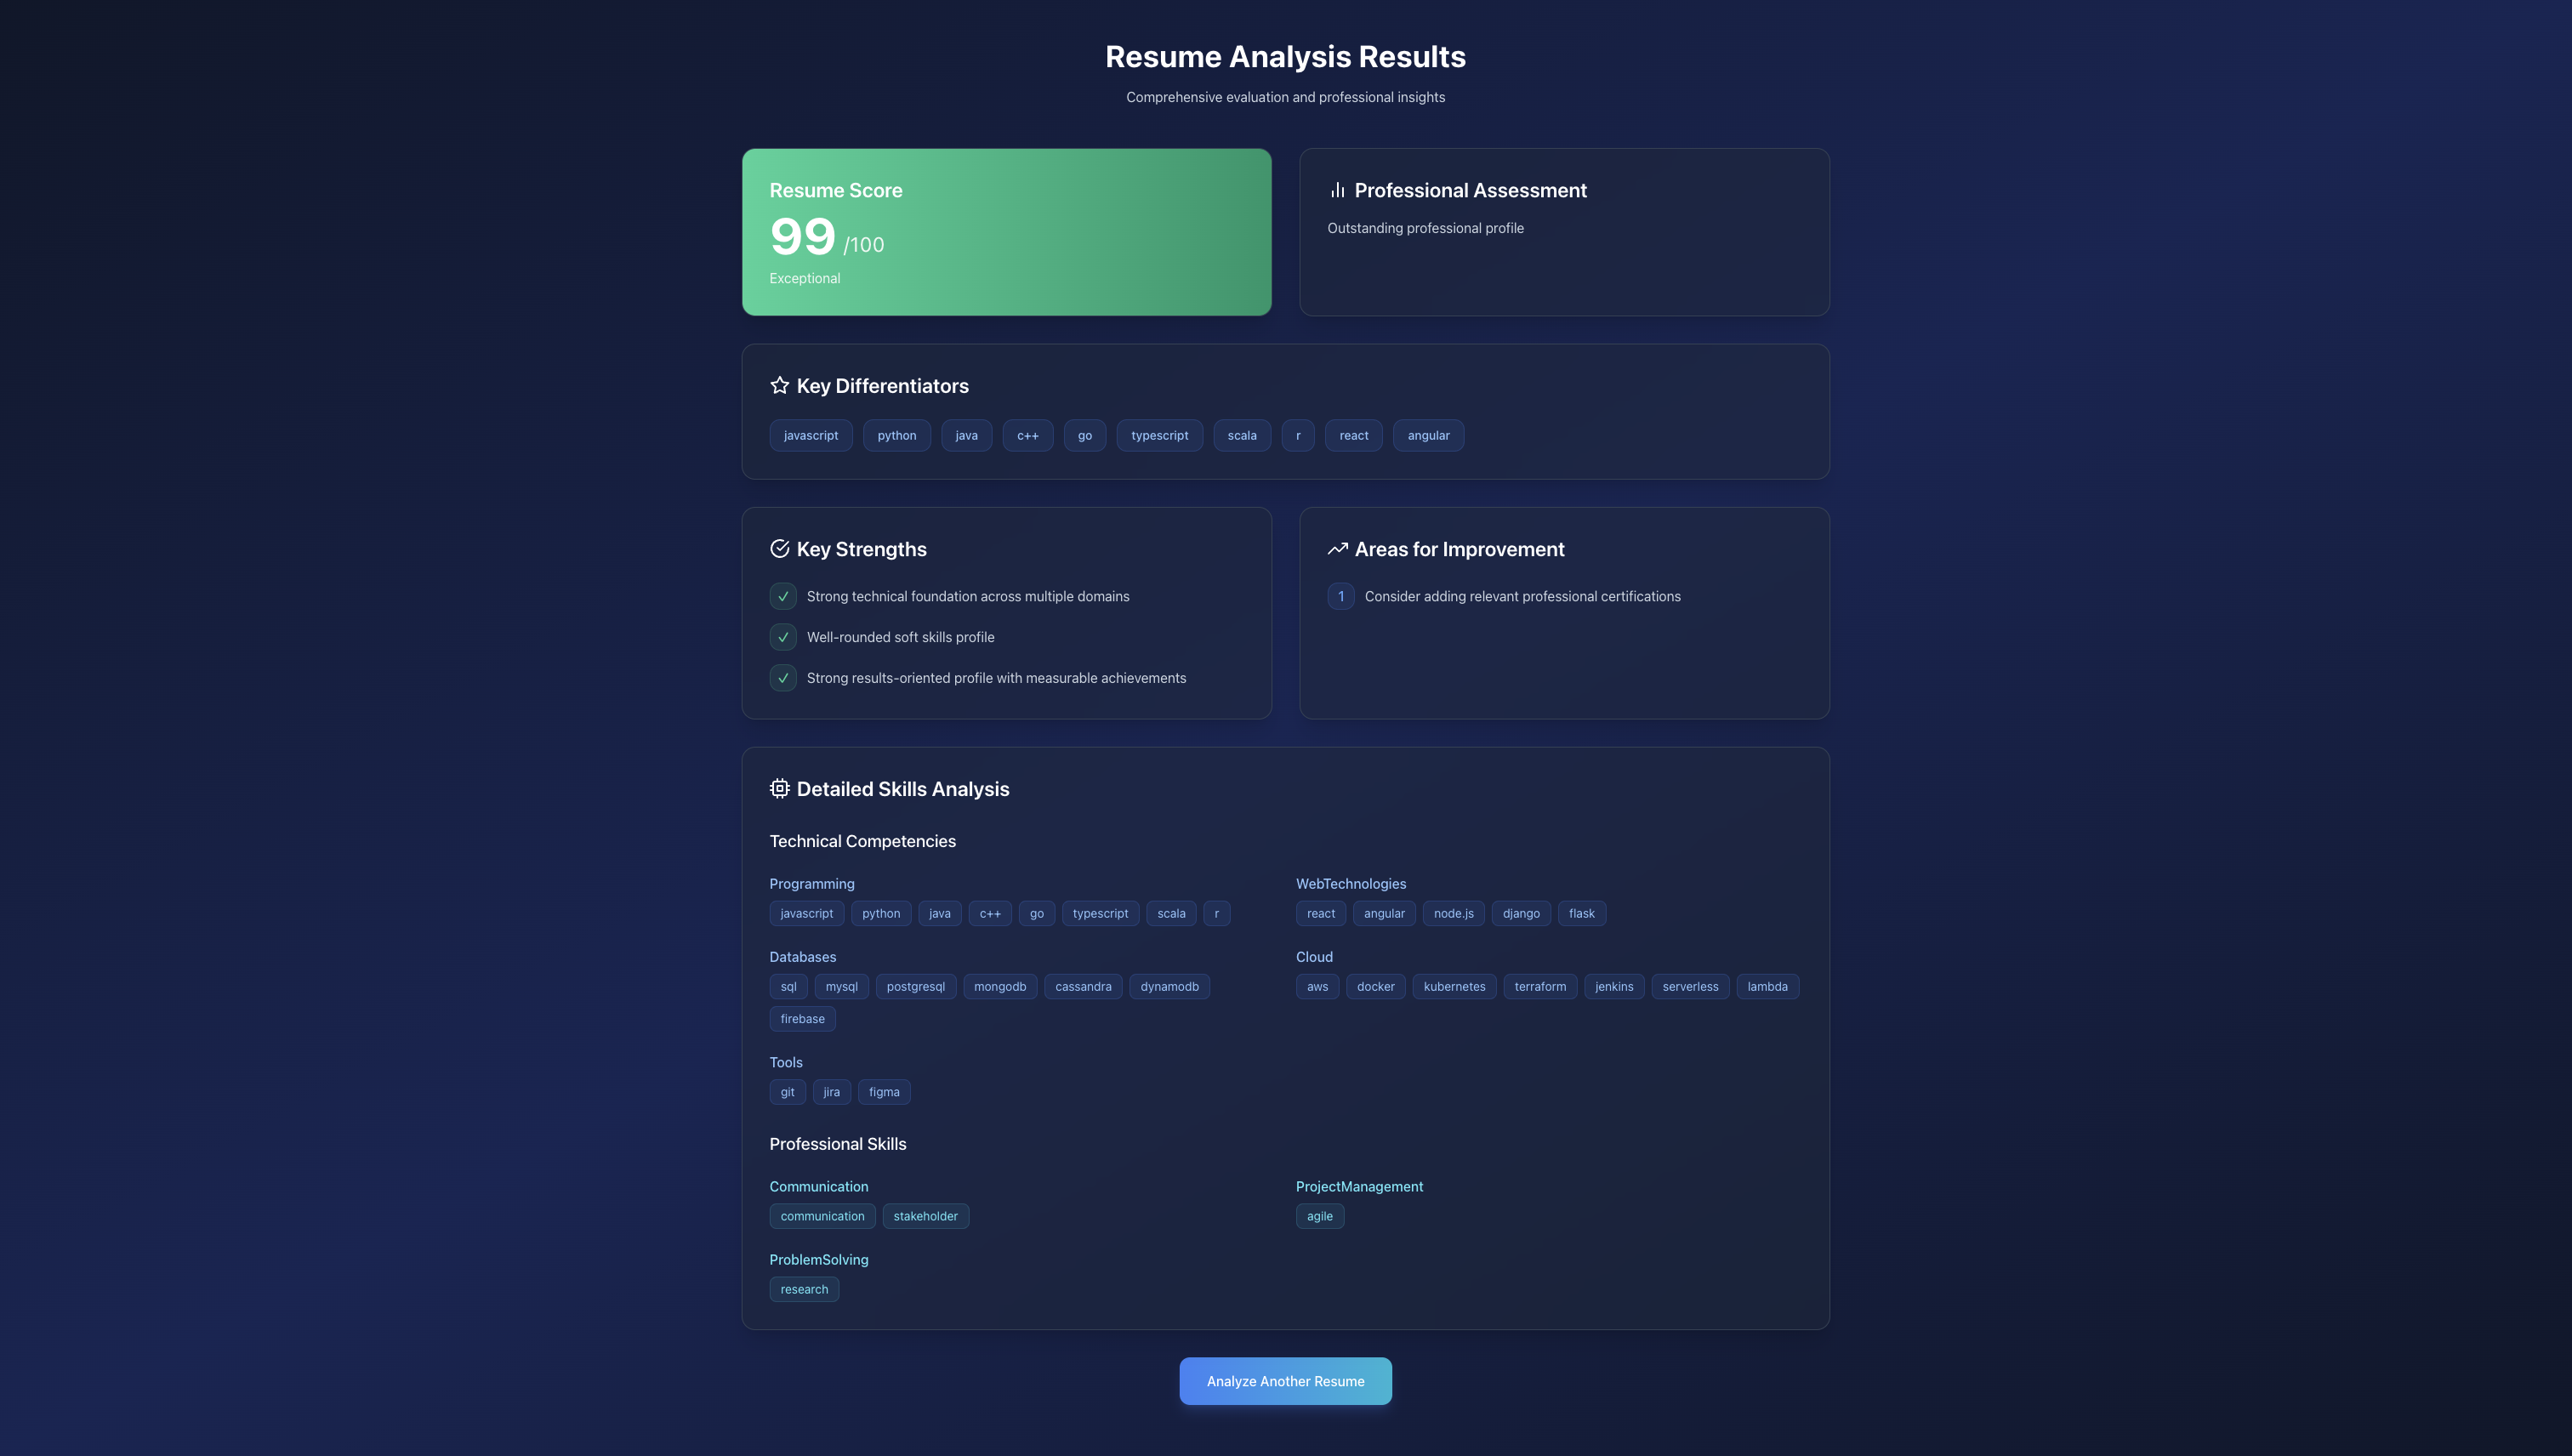 Resume Analysis Results
Comprehensive evaluation and professional insights
Resume Score
99 /100
Exceptional
Professional Assessment
Outstanding professional profile
Key Differentiators
javascript python java c++ go typescript scala r react angular
Key Strengths
Strong technical foundation across multiple domains
Well-rounded soft skills profile
Strong results-oriented profile with measurable achievements
Areas for Improvement
1 Consider adding relevant professional certifications
Detailed Skills Analysis
Technical Competencies
Programming
javascript python java c++ go typescript scala r
WebTechnologies
react angular node.js django flask
Databases
sql mysql postgresql mongodb cassandra dynamodb
firebase
Cloud
aws docker kubernetes terraform jenkins serverless lambda
Tools
git jira figma
Professional Skills
Communication
communication stakeholder
ProjectManagement
agile
ProblemSolving
research
Analyze Another Resume